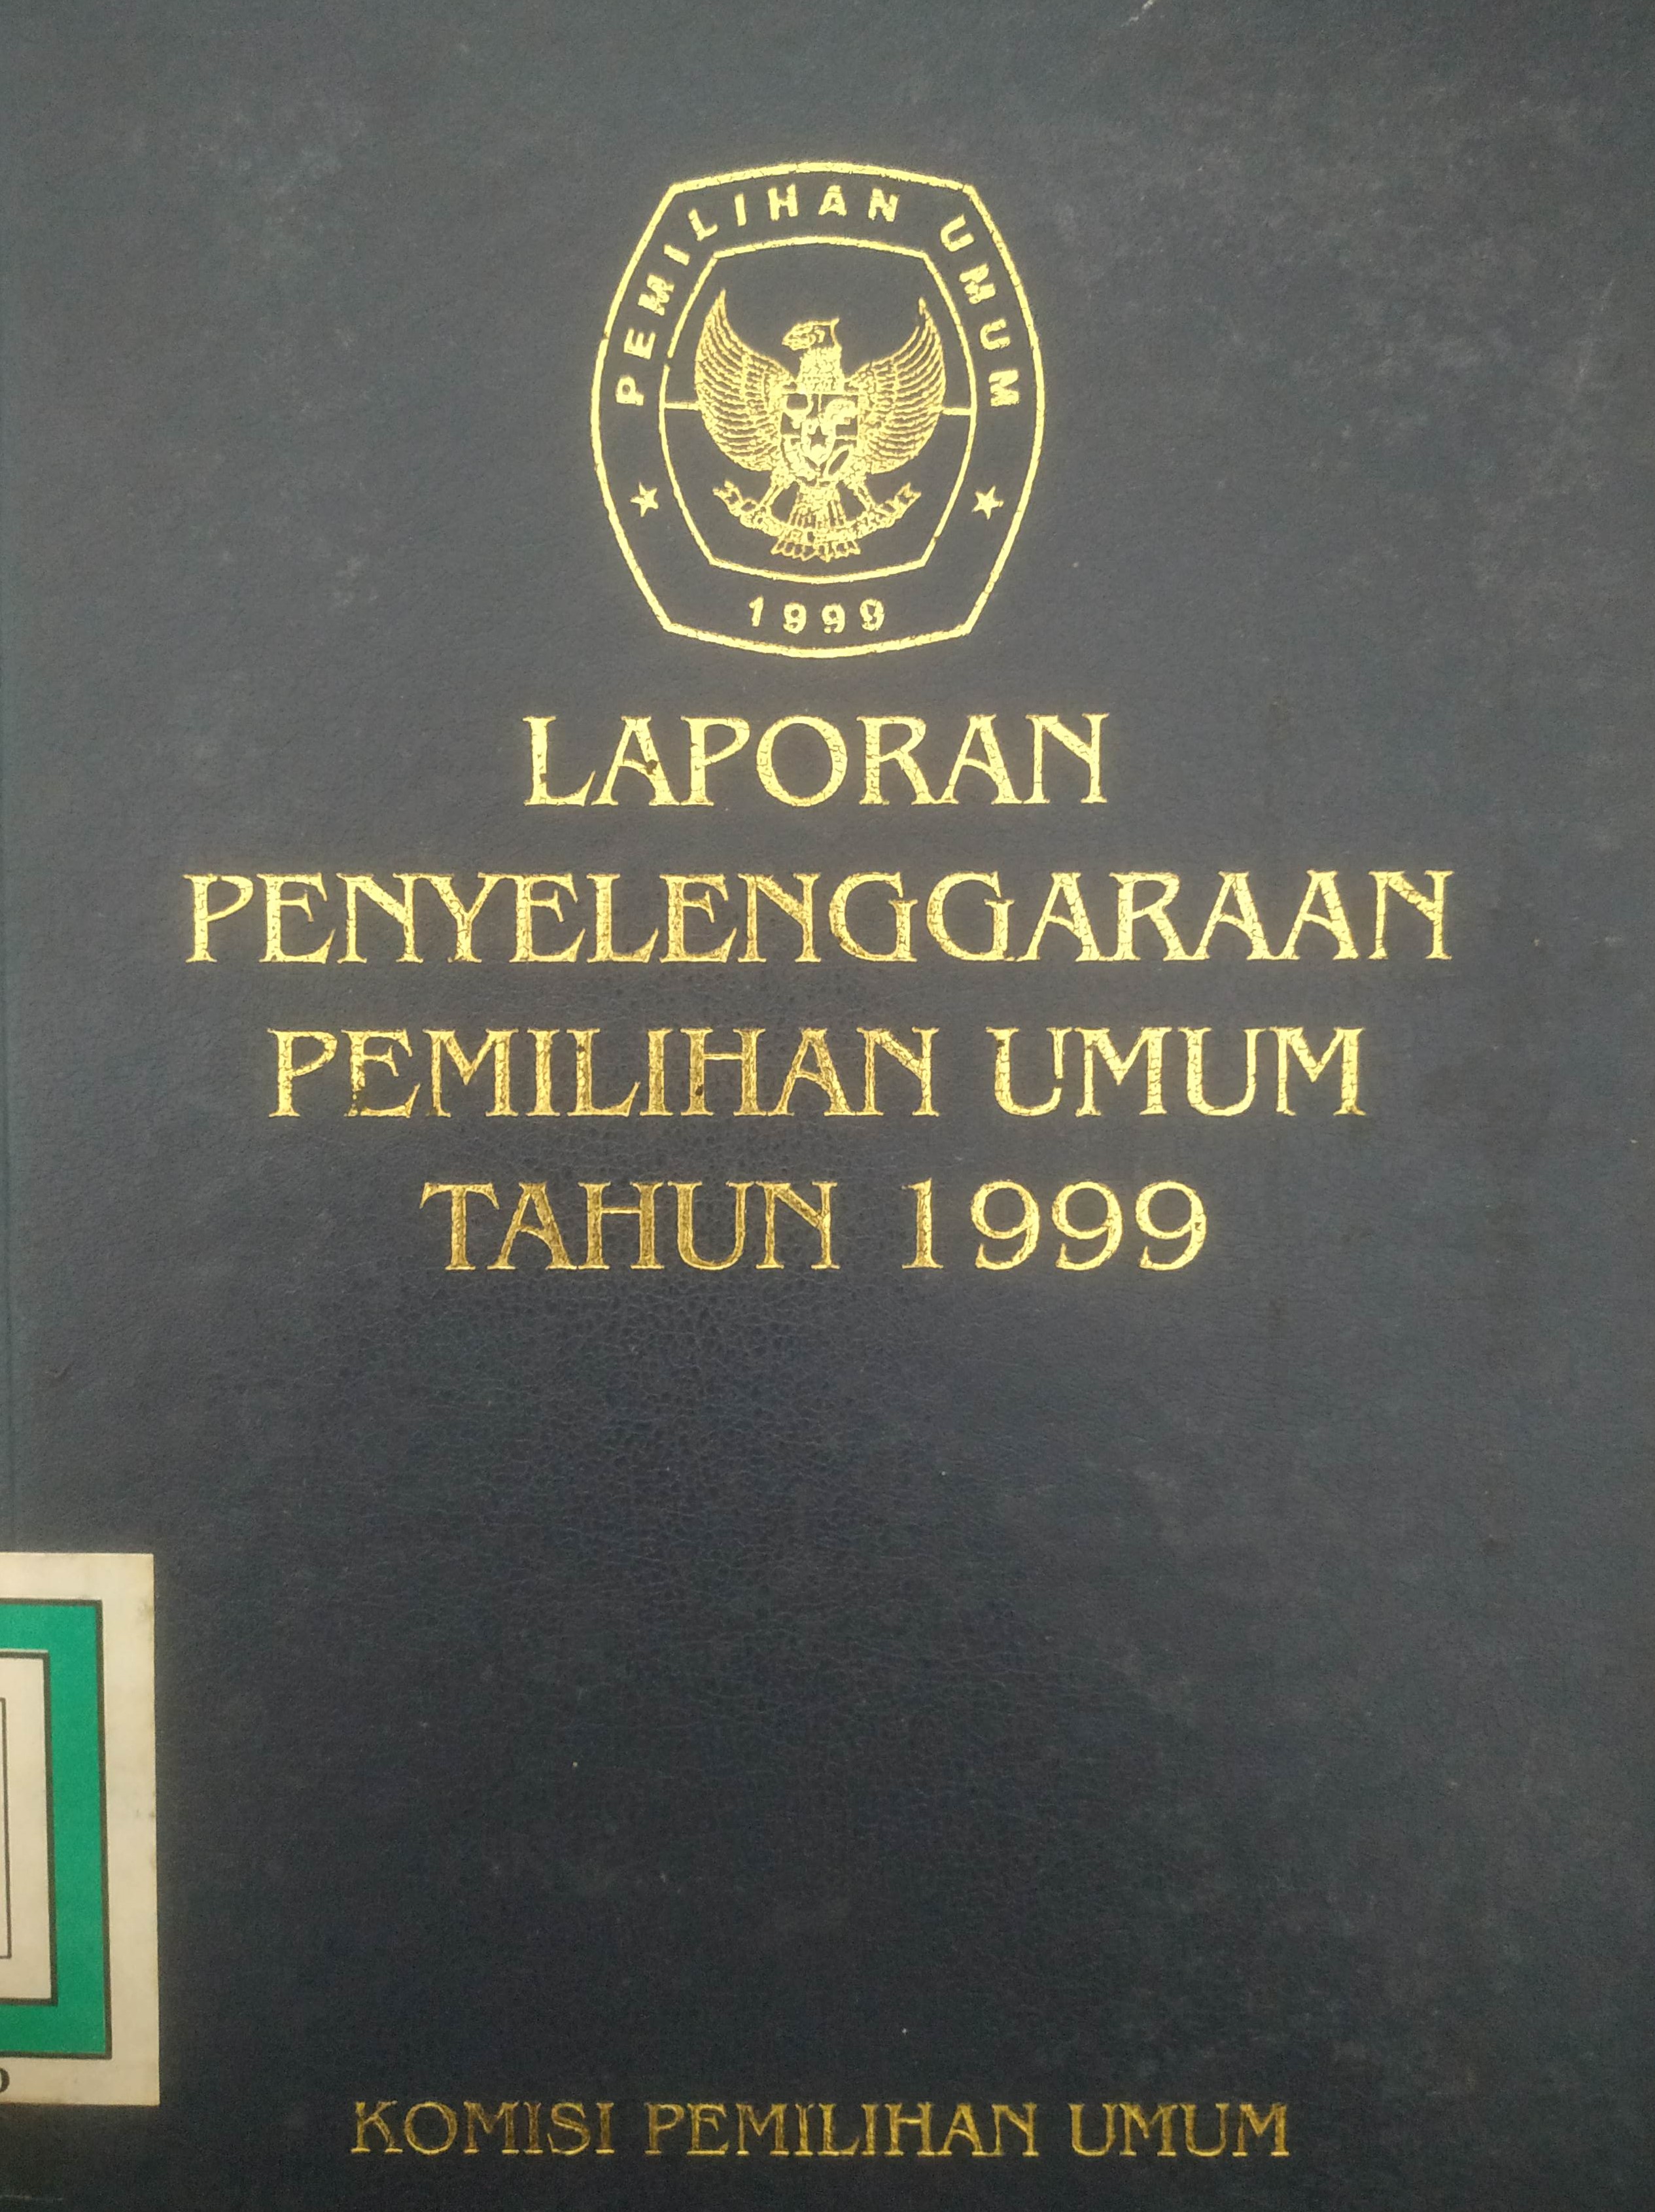 PEMILIHAN UMUM
1999
LAPORAN
PENYELENGGARAAN
PEMILIHAN UMUM
TAHUN 1999
KOMISI PEMILIHAN UMUM